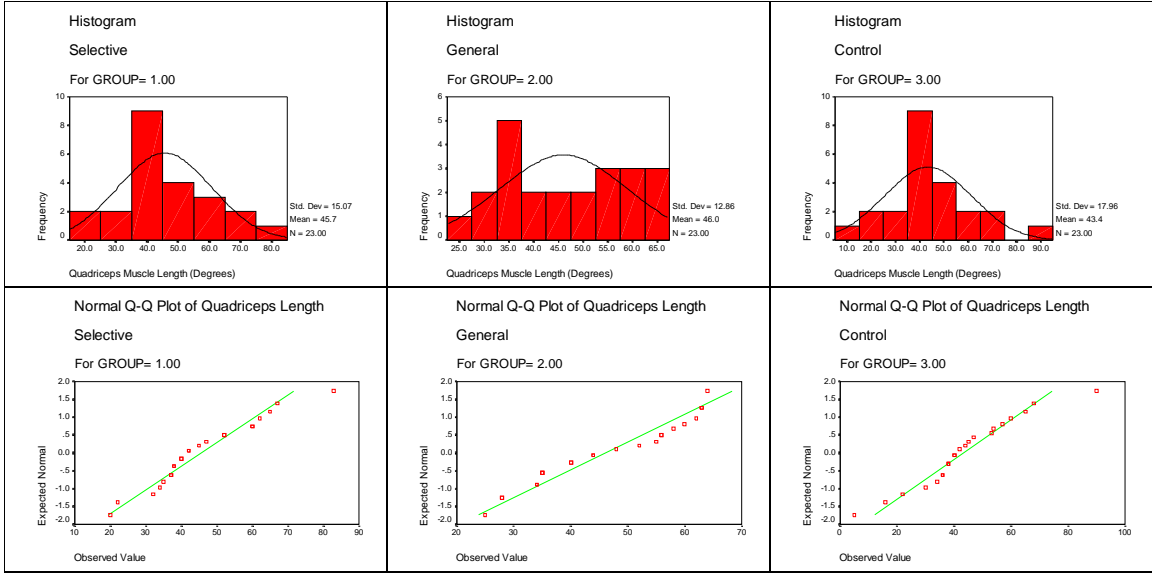 Histogram
Selective
For GROUP= 1.00
10
8
6
4
2
0
Frequency
20.0 30.0 40.0 50.0 60.0 70.0 80.0
Std. Dev = 15.07
Mean = 45.7
N = 23.00
Quadriceps Muscle Length (Degrees)
Histogram
General
For GROUP= 2.00
6
5
4
3
2
1
0
Frequency
25.0 30.0 35.0 40.0 45.0 50.0 55.0 60.0 65.0
Std. Dev = 12.86
Mean = 46.0
N = 23.00
Quadriceps Muscle Length (Degrees)
Histogram
Control
For GROUP= 3.00
10
8
6
4
2
0
Frequency
10.0 20.0 30.0 40.0 50.0 60.0 70.0 80.0 90.0
Std. Dev = 17.96
Mean = 43.4
N = 23.00
Quadriceps Muscle Length (Degrees)
Normal Q-Q Plot of Quadriceps Length
Selective
For GROUP= 1.00
2.0
1.5
1.0
.5
0.0
-.5
-1.0
-1.5
-2.0
Expected Normal
10 20 30 40 50 60 70 80 90
Observed Value
Normal Q-Q Plot of Quadriceps Length
General
For GROUP= 2.00
2.0
1.5
1.0
.5
0.0
-.5
-1.0
-1.5
-2.0
Expected Normal
20 30 40 50 60 70
Observed Value
Normal Q-Q Plot of Quadriceps Length
Control
For GROUP= 3.00
2.0
1.5
1.0
.5
0.0
-.5
-1.0
-1.5
-2.0
Expected Normal
0 20 40 60 80 100
Observed Value